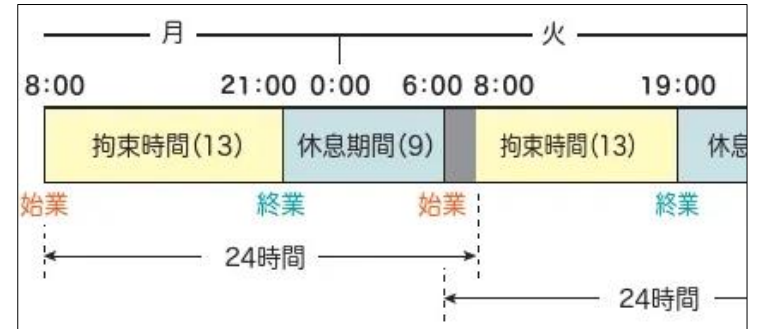 月 火
8:00 21:00 0:00 6:00 8:00 19:00
拘束時間(13) 休息期間(9) 拘束時間(13) 休息
始業 終業 始業 終業
24時間
24時間